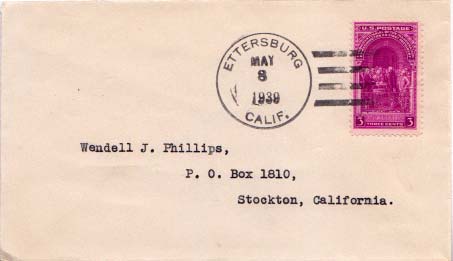 ETTERSBURG
MAY
8
1939
CALIF.
U.S. POSTAGE
3 THREE CENTS 3
Wendell J. Phillips,
P. O. Box 1810,
Stockton, California.